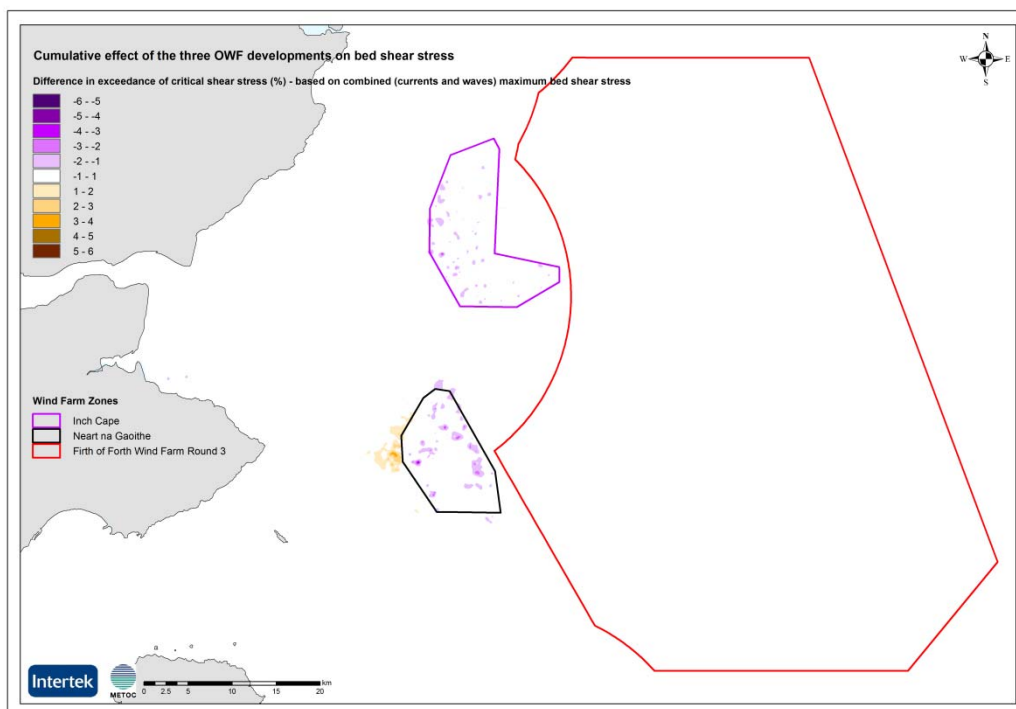 Cumulative effect of the three OWF developments on bed shear stress
Difference in exceedance of critical shear stress (%) - based on combined (currents and waves) maximum bed shear stress
-6 - -5
-5 - -4
-4 - -3
-3 - -2
-2 - -1
-1 - 1
1 - 2
2 - 3
3 - 4
4 - 5
5 - 6
N
W E
S
Wind Farm Zones
Inch Cape
Neart na Gaoithe
Firth of Forth Wind Farm Round 3
Intertek
METOC
km
0 2.5 5 10 15 20